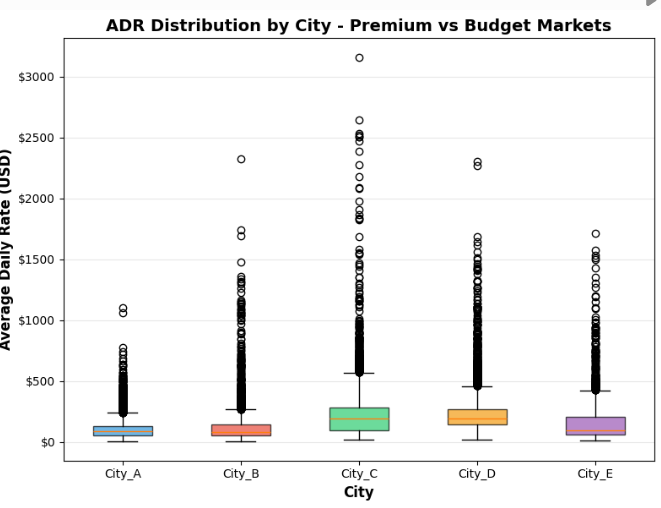 ADR Distribution by City - Premium vs Budget Markets
Average Daily Rate (USD)
$3000
$2500
$2000
$1500
$1000
$500
$0
City_A City_B City_C City_D City_E
City